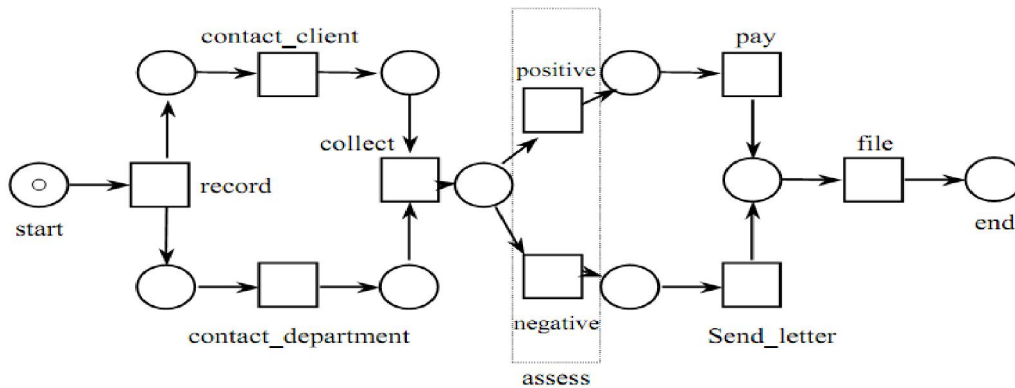 contact_client
pay
positive
collect
file
record
start
end
contact_department
negative
Send_letter
assess